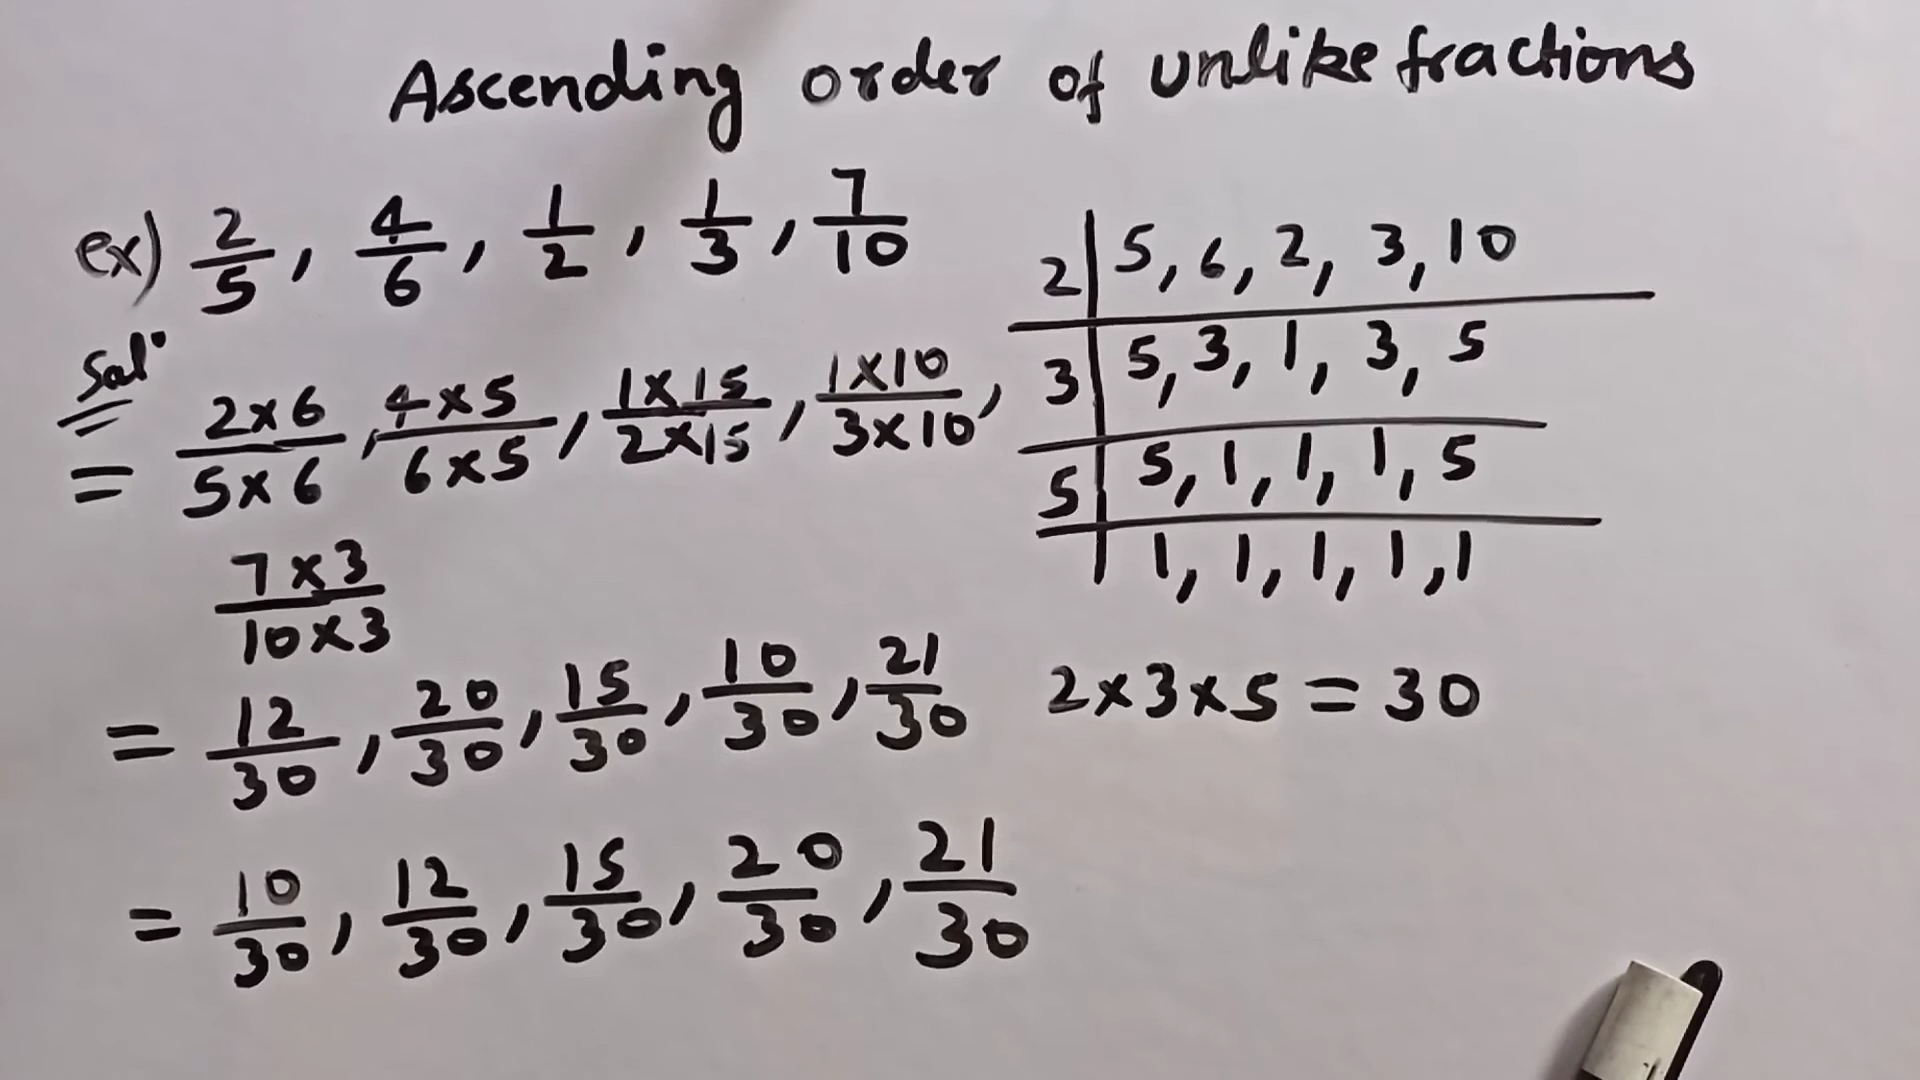 Ascending order of unlike fractions
ex) 2/5, 4/6, 1/2, 1/3, 7/10
Sol.
= 2×6/5×6, 4×5/6×5, 1×15/2×15, 1×10/3×10,
7×3/10×3
= 12/30, 20/30, 15/30, 10/30, 21/30
= 10/30, 12/30, 15/30, 20/30, 21/30
2 | 5, 6, 2, 3, 10
3 | 5, 3, 1, 3, 5
5 | 5, 1, 1, 1, 5
| 1, 1, 1, 1, 1
2×3×5 = 30